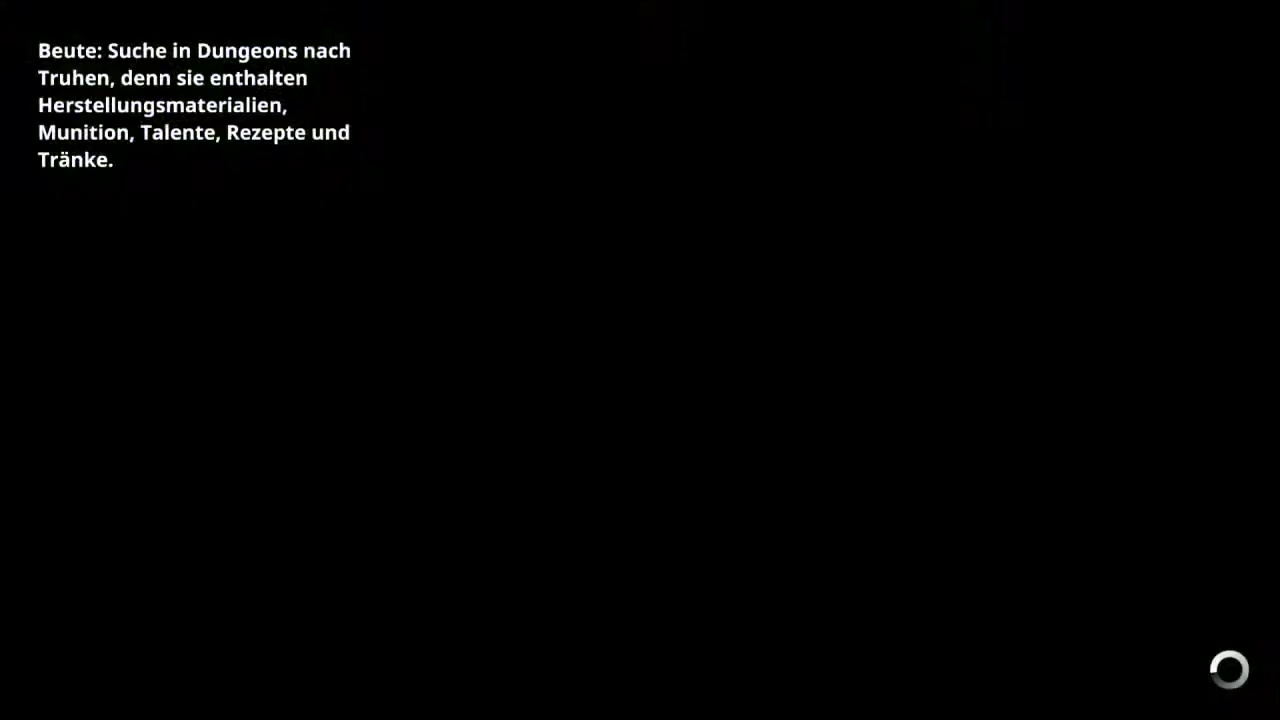 Beute: Suche in Dungeons nach
Truhen, denn sie enthalten
Herstellungsmaterialien,
Munition, Talente, Rezepte und
Tränke.